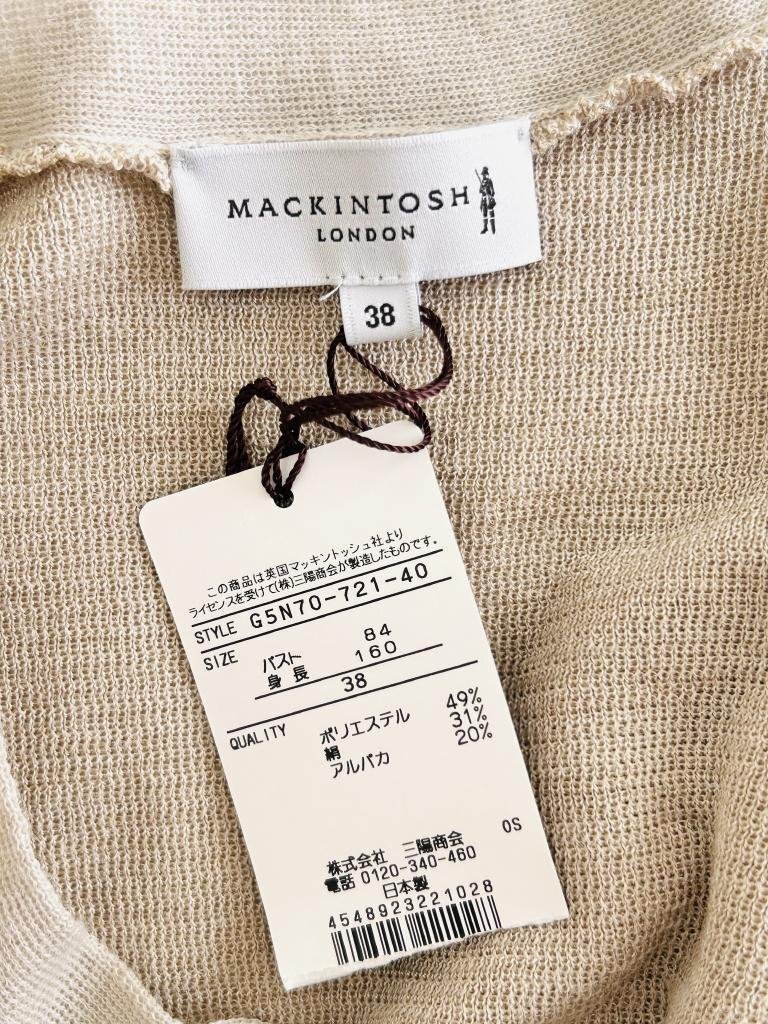 MACKINTOSH
LONDON
38
この商品は英国マッキントッシュ社より
ライセンスを受けて(株)三陽商会が製造したものです。
STYLE G5N70-721-40
SIZE バスト 84
身長 160
38
QUALITY ポリエステル 49%
絹 31%
アルパカ 20%
OS
株式会社 三陽商会
電話 0120-340-460
日本製
4548923221028